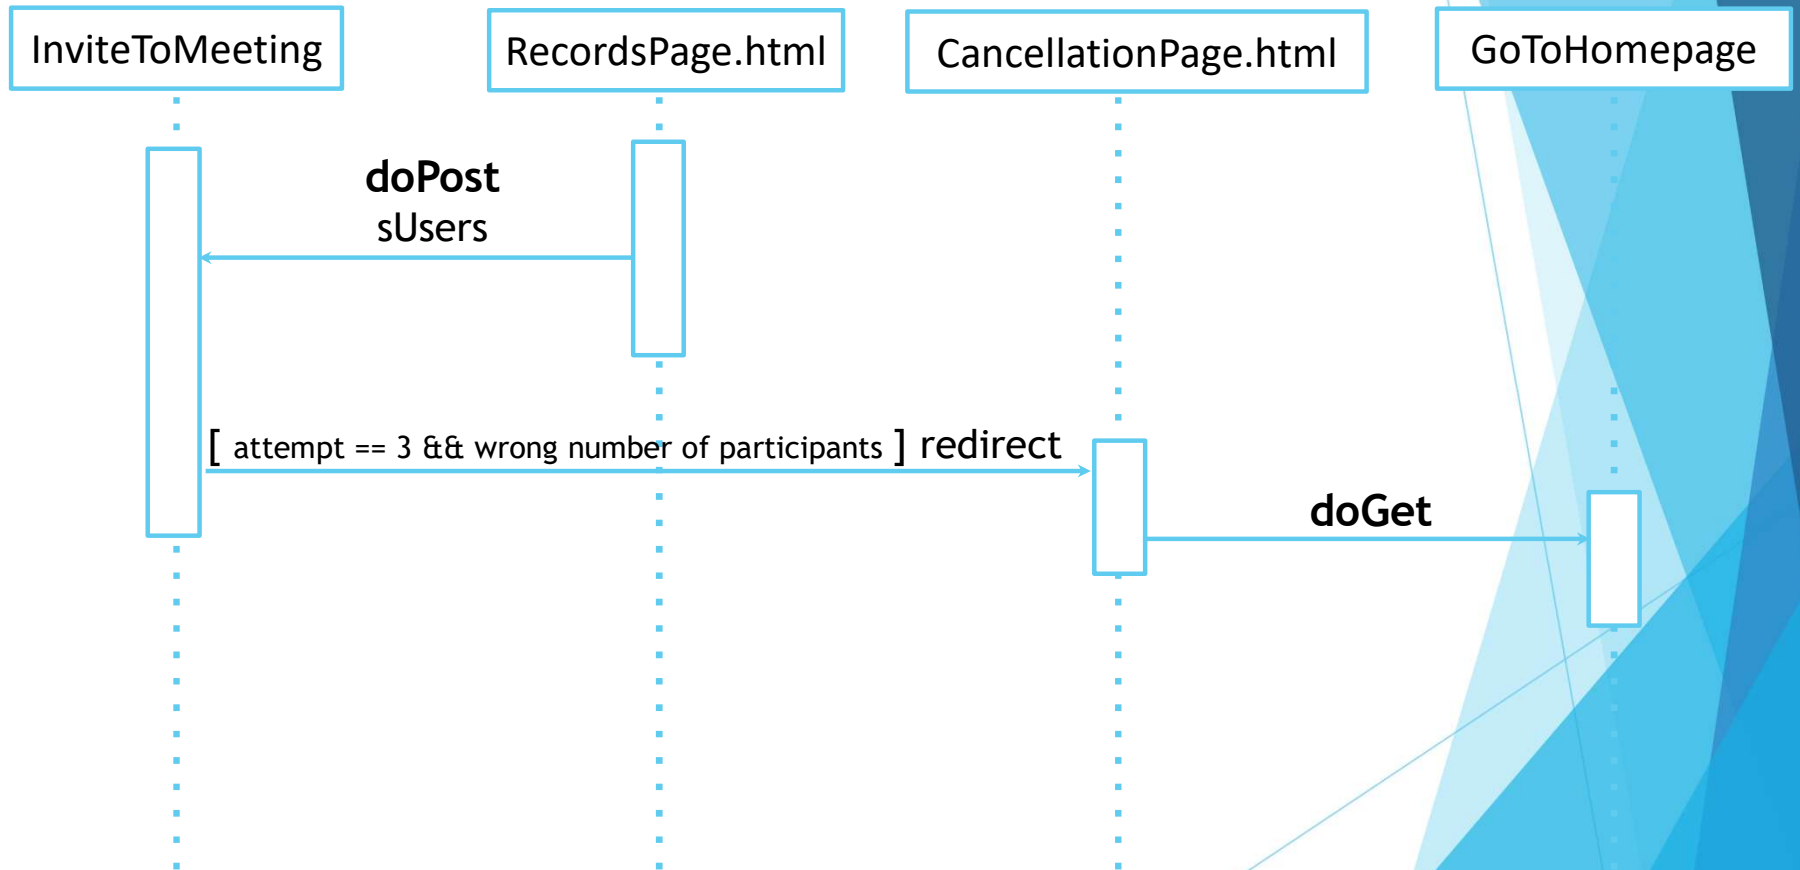 InviteToMeeting
RecordsPage.html
CancellationPage.html
GoToHomepage
doPost
sUsers
[ attempt == 3 && wrong number of participants ] redirect
doGet